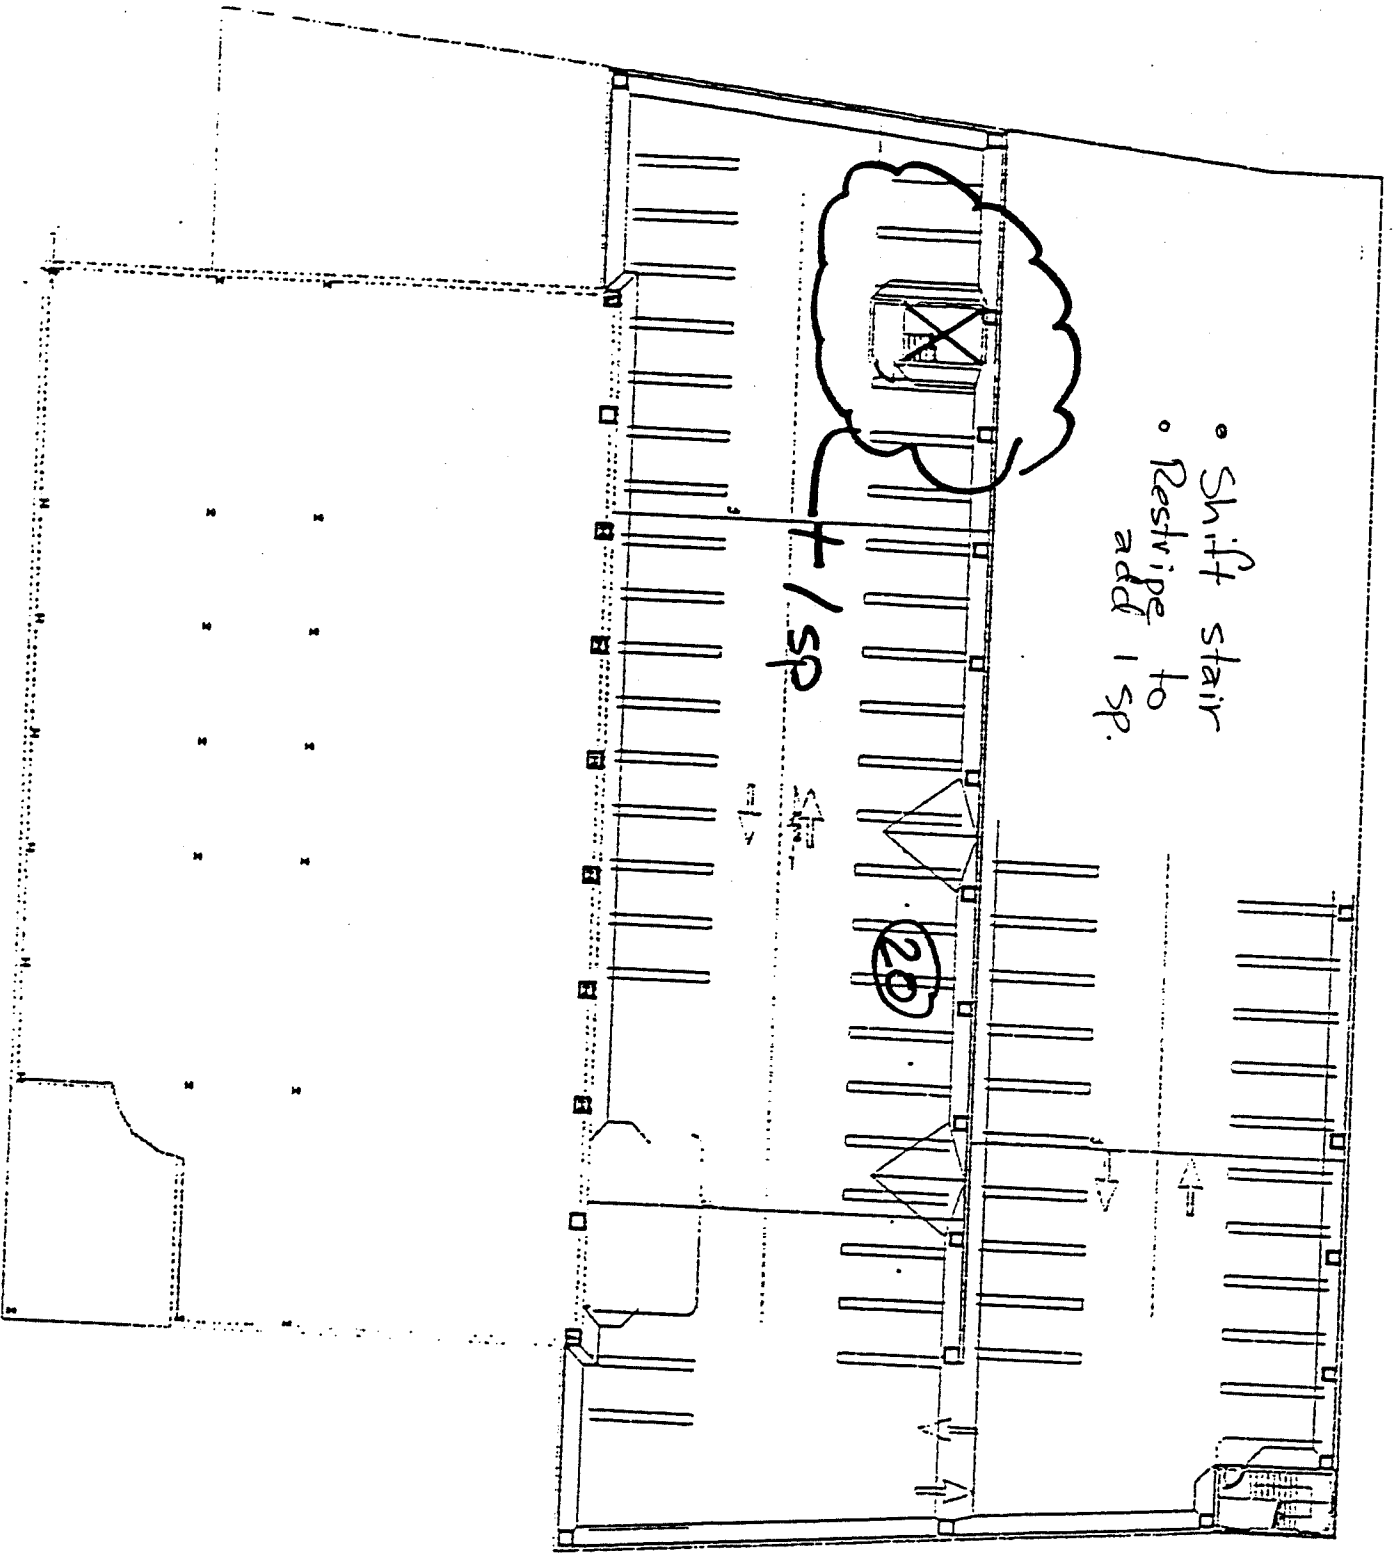 • Shift stair
• Restripe to
add 1 sp.
+ 1 sp
20